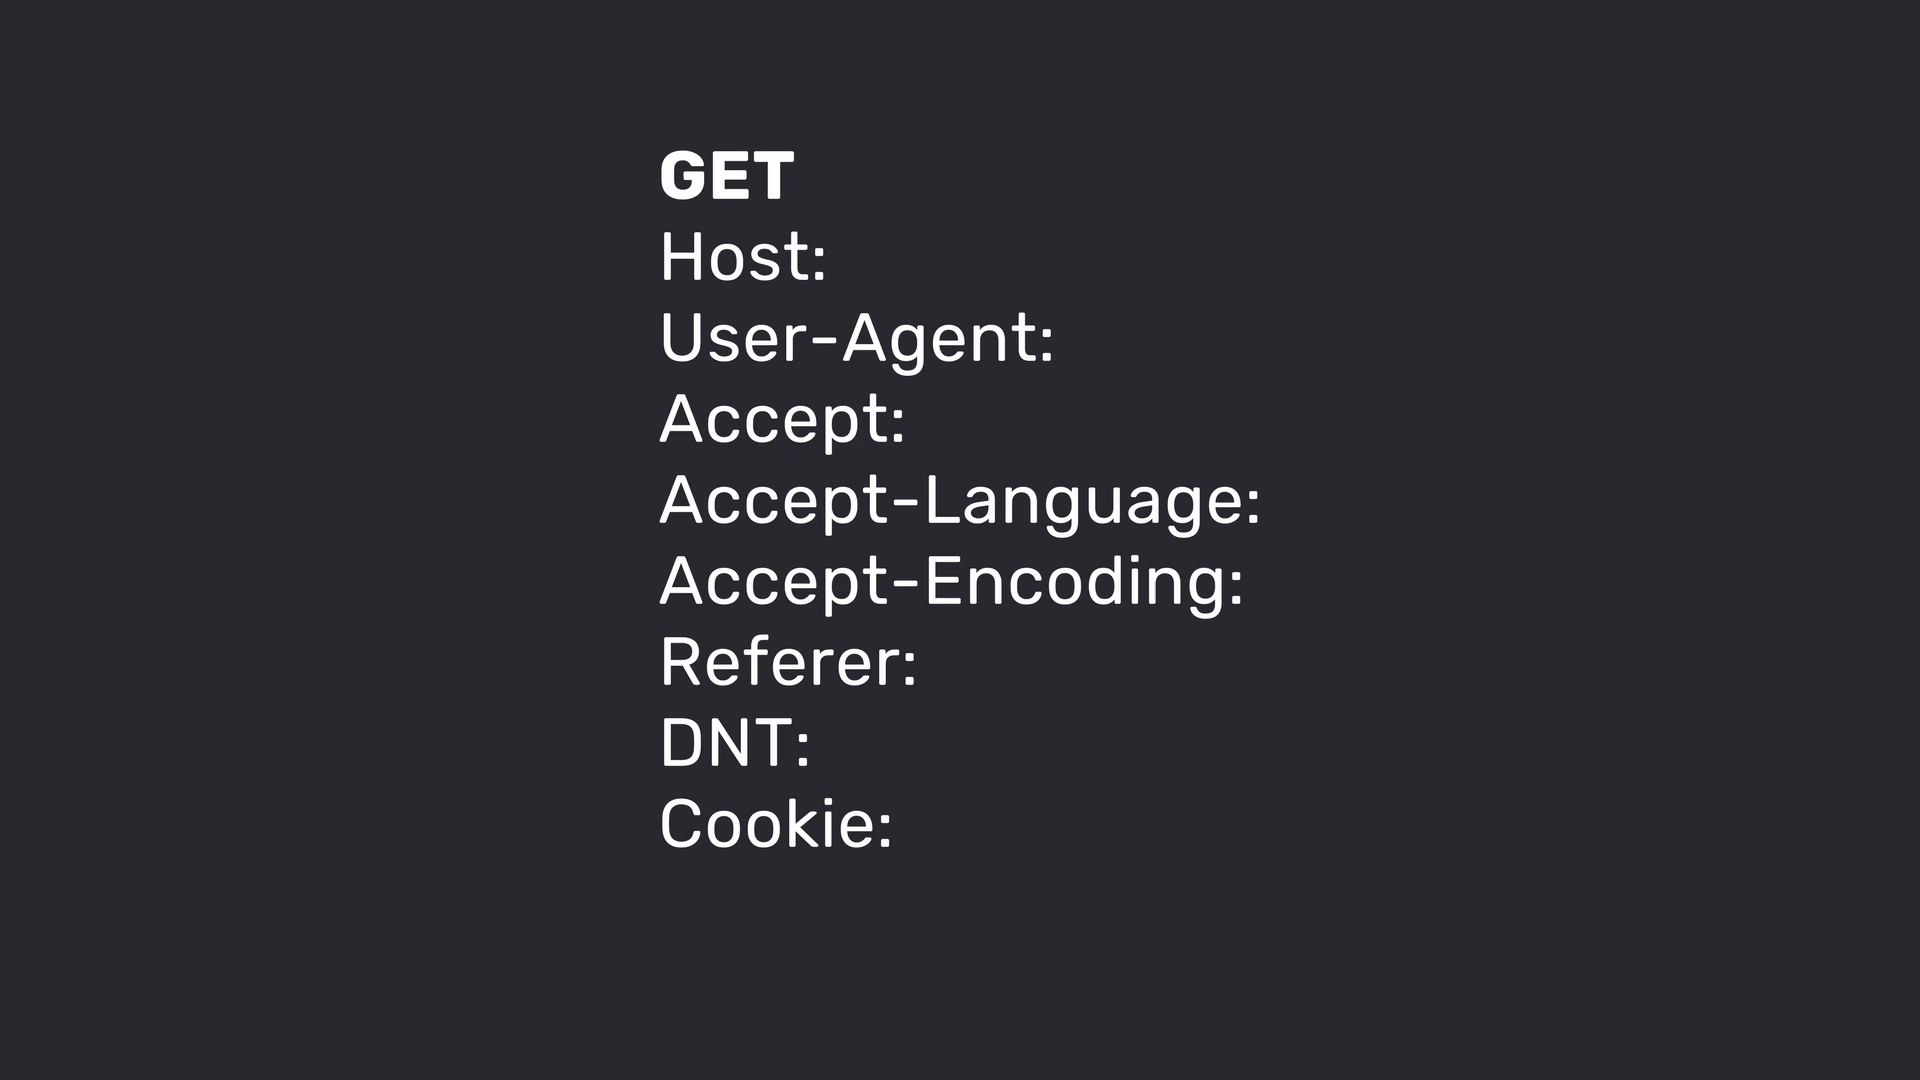 GET
Host:
User-Agent:
Accept:
Accept-Language:
Accept-Encoding:
Referer:
DNT:
Cookie: